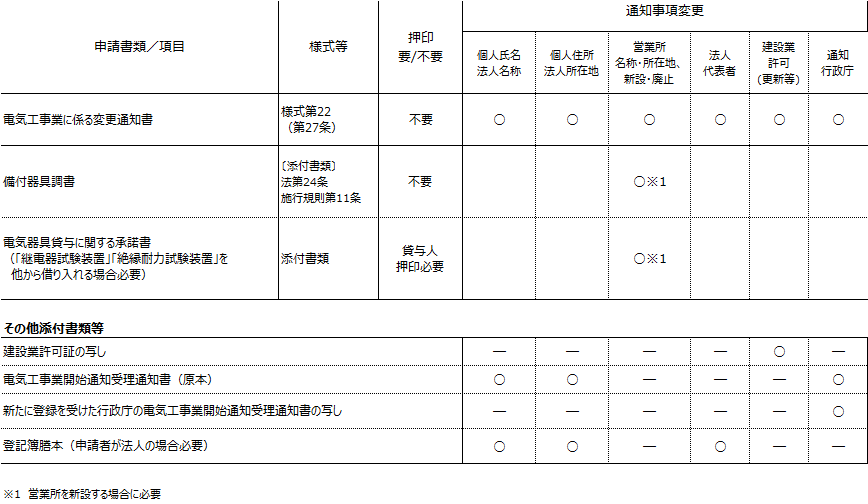 通知事項変更
申請書類／項目 様式等 押印
要/不要 個人氏名
法人名称 個人住所
法人所在地 営業所
名称・所在地、
新設・廃止 法人
代表者 建設業
許可
(更新等) 通知
行政庁
電気工事業に係る変更通知書 様式第22
（第27条） 不要 ○ ○ ○ ○ ○ ○
備付器具調書 〔添付書類〕
法第24条
施行規則第11条 不要 ○※1
電気器具貸与に関する承諾書
（「継電器試験装置」「絶縁耐力試験装置」を
他から借り入れる場合必要） 添付書類 貸与人
押印必要 ○※1
その他添付書類等
建設業許可証の写し ― ― ― ― ○ ―
電気工事業開始通知受理通知書（原本） ○ ○ ― ― ― ○
新たに登録を受けた行政庁の電気工事業開始通知受理通知書の写し ― ― ― ― ― ○
登記簿謄本（申請者が法人の場合必要） ○ ○ ― ○ ― ―
※1 営業所を新設する場合に必要